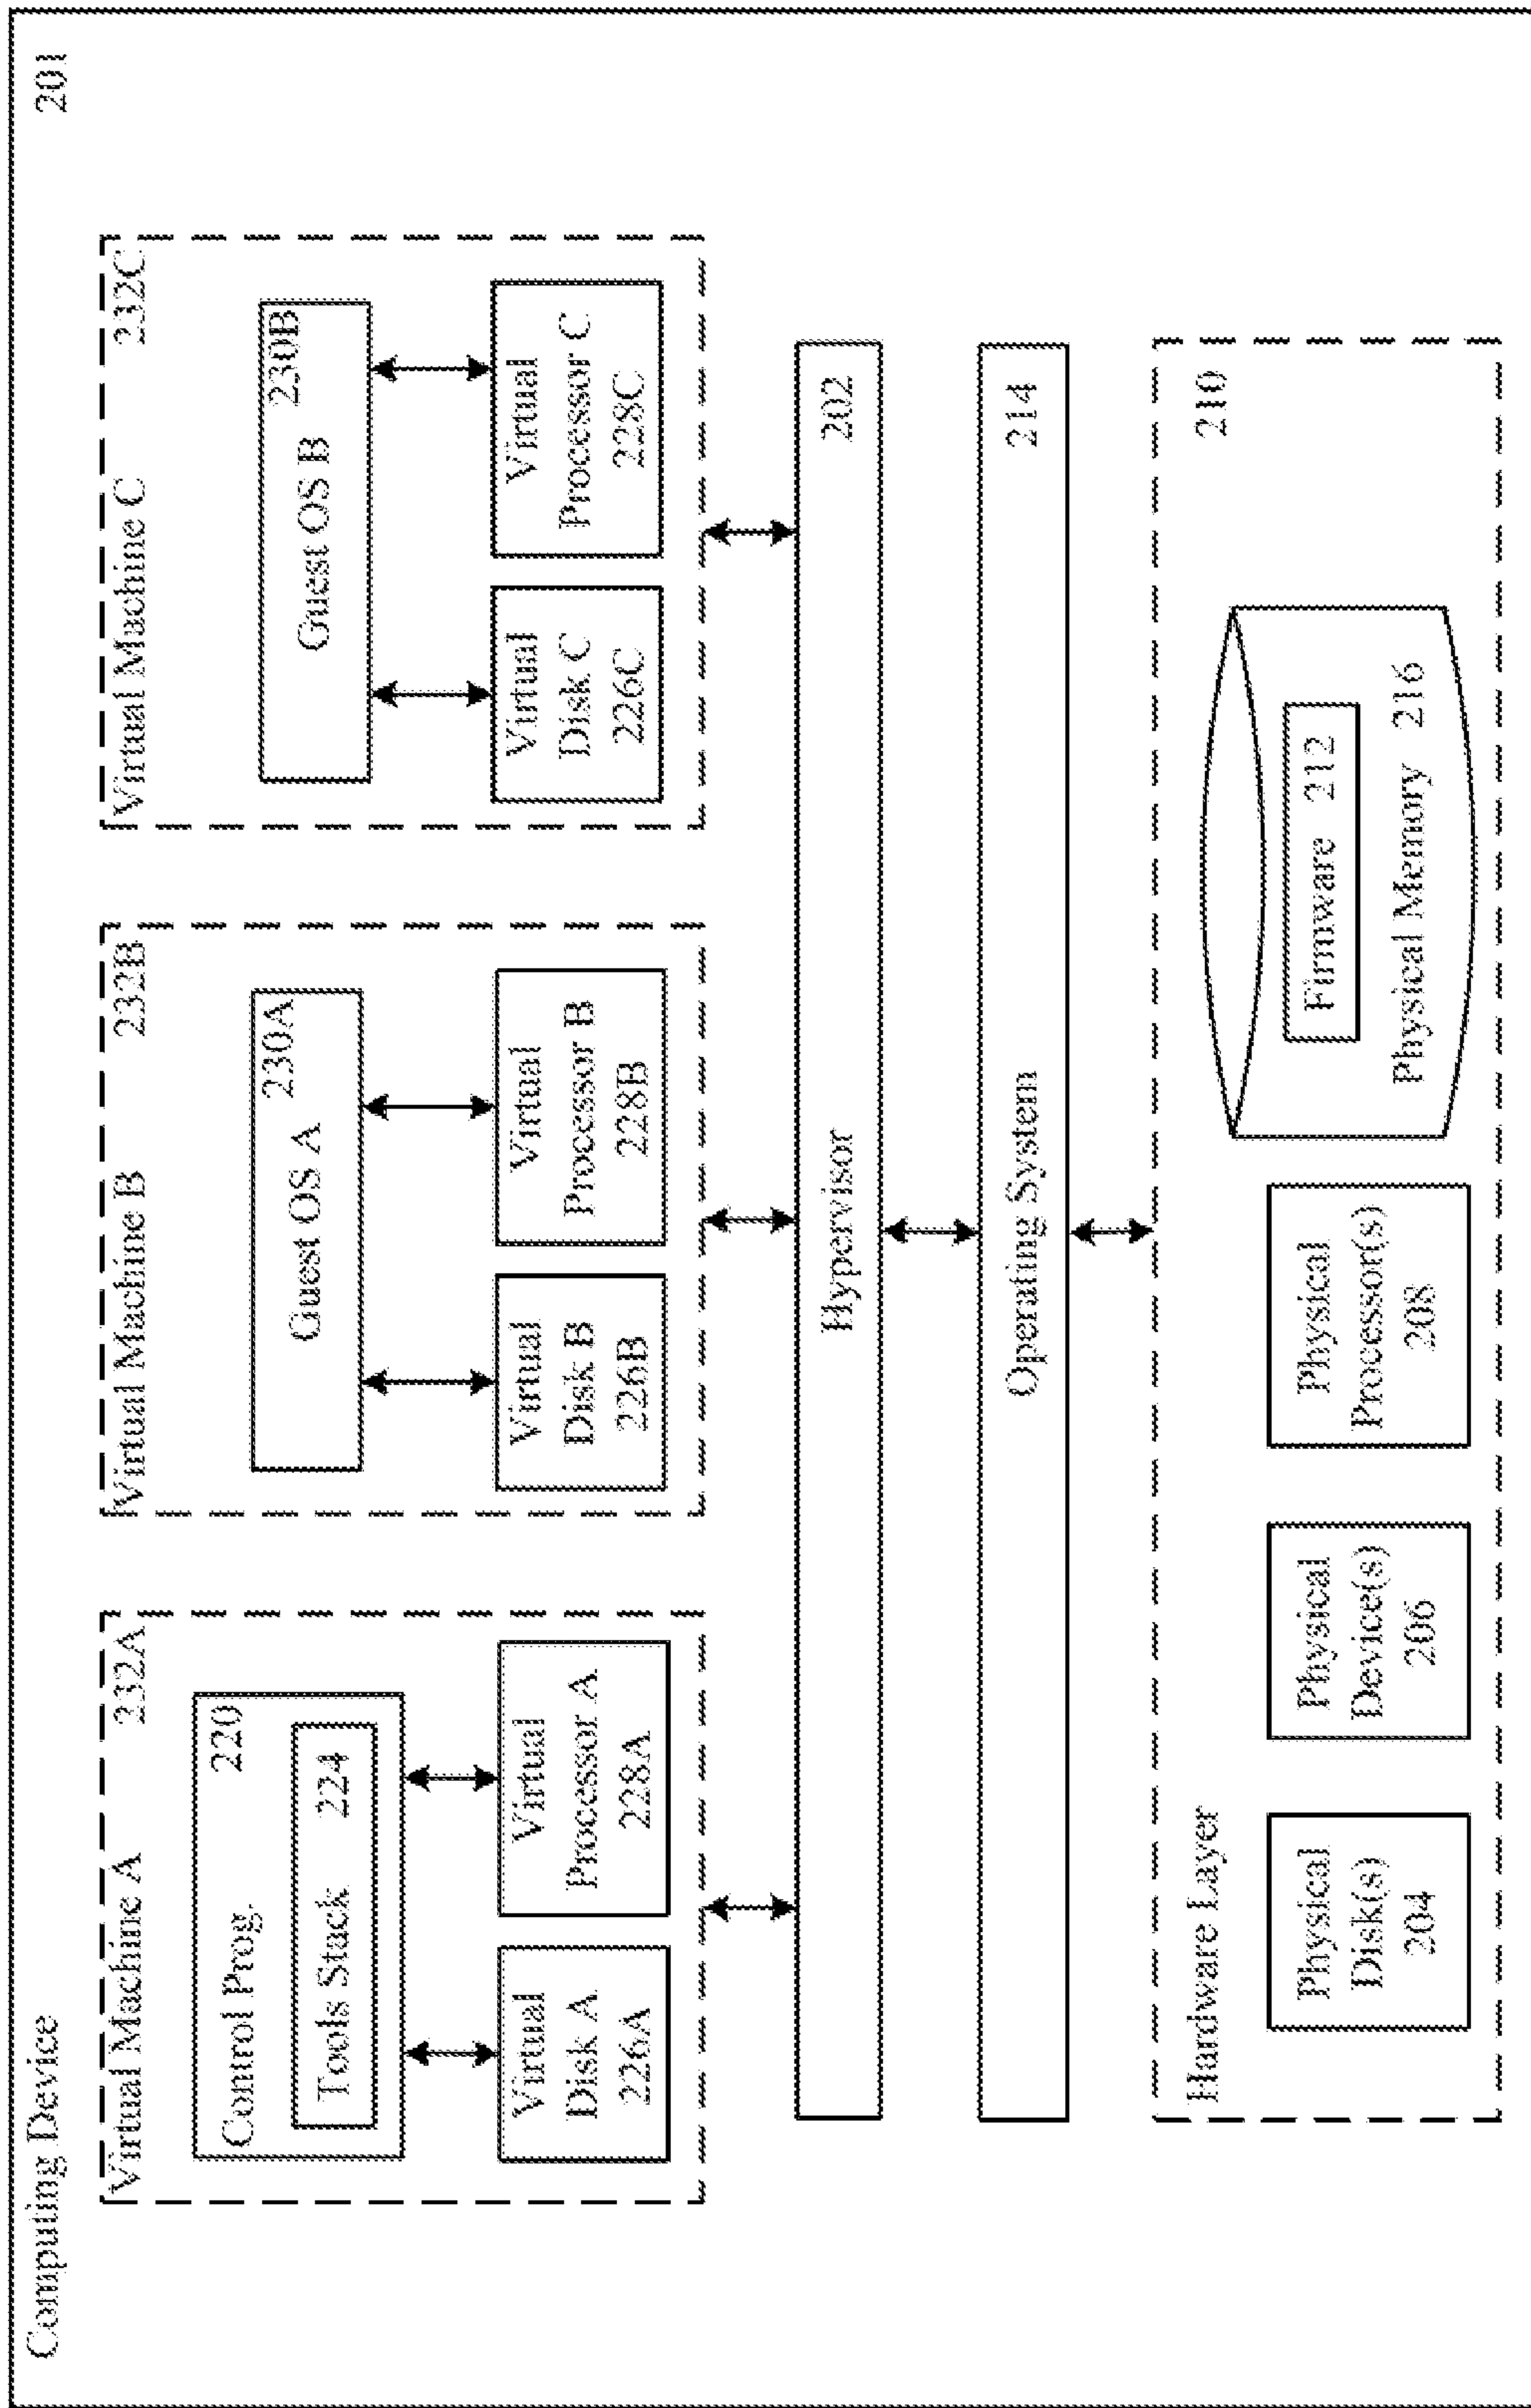 Computing Device 201
Virtual Machine A 232A
Control Prog. 220
Tools Stack 224
Virtual
Disk A
226A
Virtual
Processor A
228A
Virtual Machine B 232B
Guest OS A 230A
Virtual
Disk B
226B
Virtual
Processor B
228B
Virtual Machine C 232C
Guest OS B 230B
Virtual
Disk C
226C
Virtual
Processor C
228C
Hypervisor 202
Operating System 214
Hardware Layer 210
Physical
Disk(s)
204
Physical
Device(s)
206
Physical
Processor(s)
208
Firmware 212
Physical Memory 216